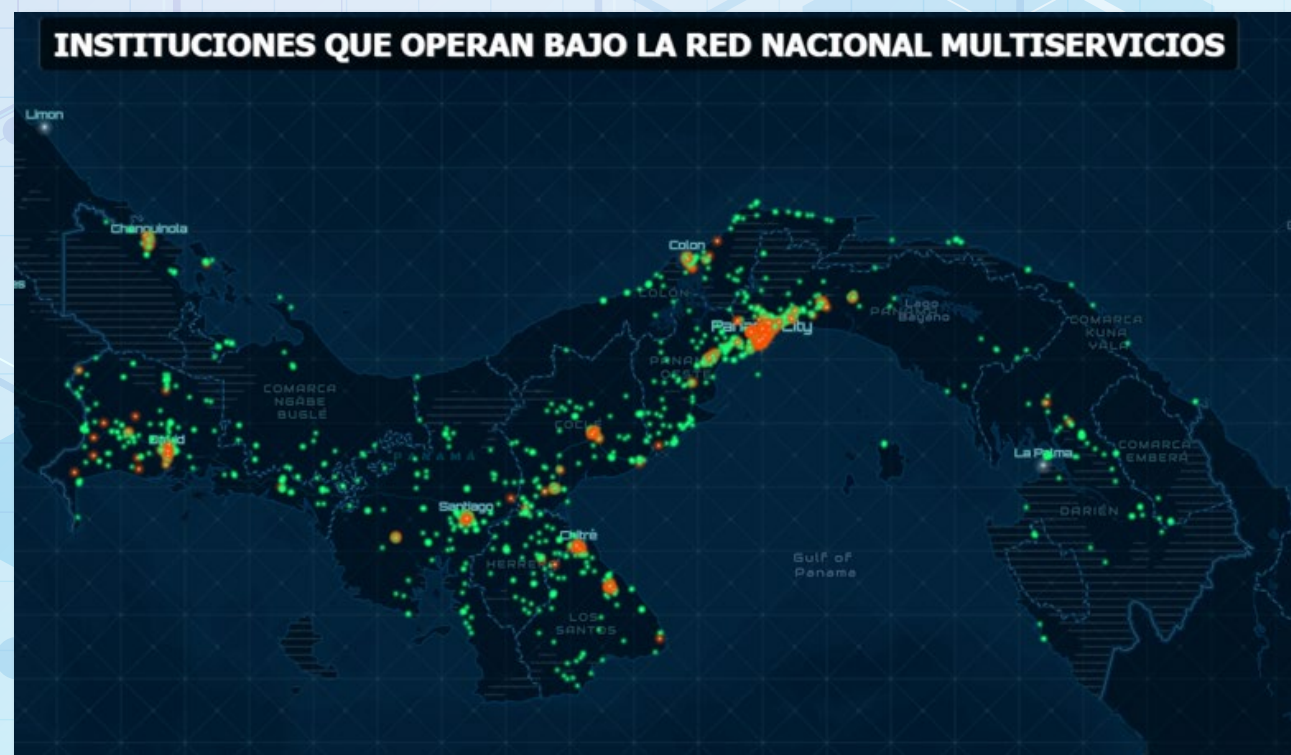 INSTITUCIONES QUE OPERAN BAJO LA RED NACIONAL MULTISERVICIOS
Limon
Changuinola
Colon
COLÓN
Panama City
PANAMÁ
Lago
Bayano
PANAMÁ
OESTE
COMARCA
KUNA
YALA
COMARCA
NGÄBE
BUGLÉ
COCLÉ
David
PANAMÁ
COMARCA
EMBERÁ
La Palma
DARIÉN
Santiago
Chitré
HERRERA
Gulf of
Panama
LOS
SANTOS